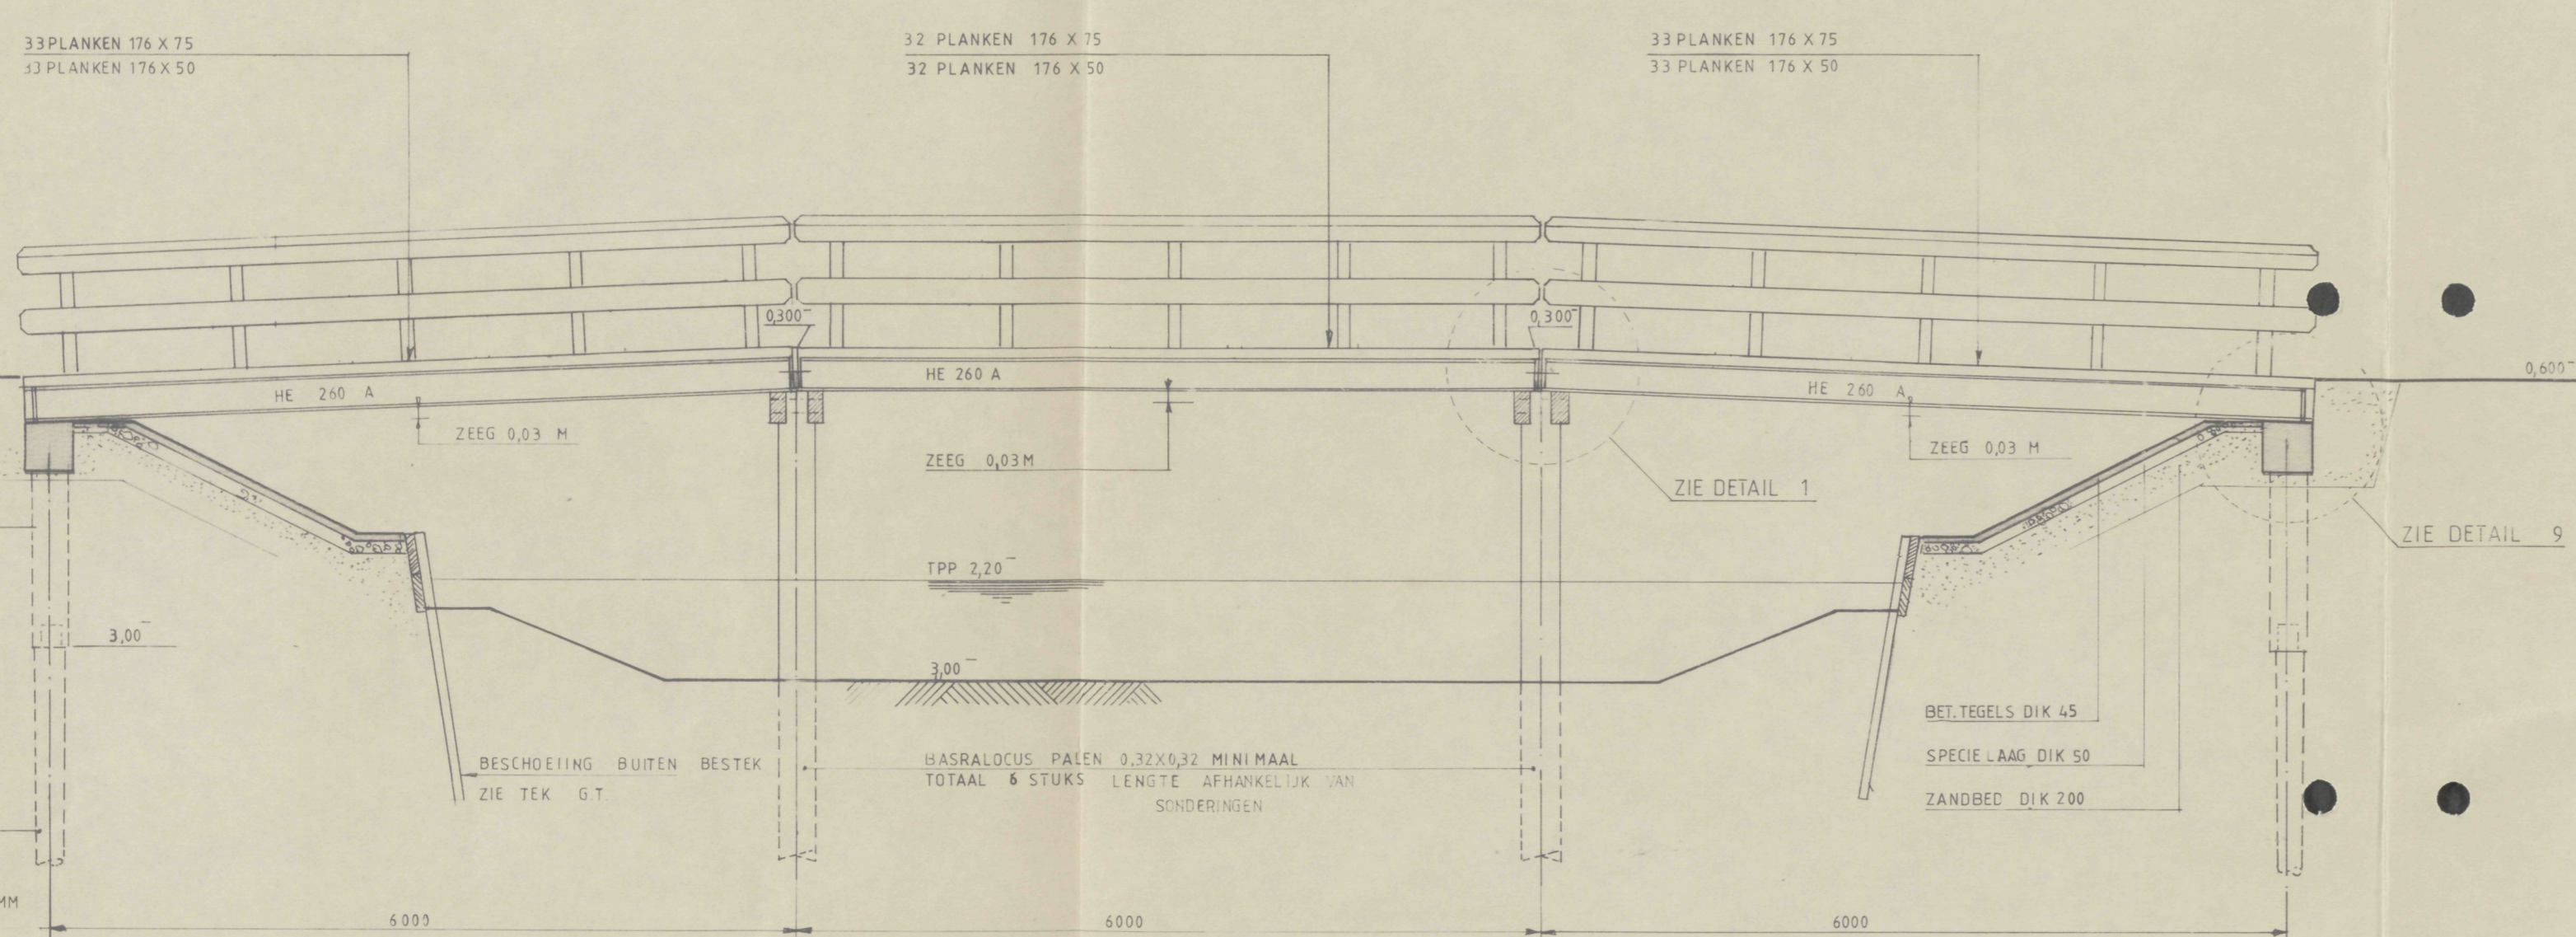 33 PLANKEN 176 X 75
33 PLANKEN 176 X 50
32 PLANKEN 176 X 75
32 PLANKEN 176 X 50
33 PLANKEN 176 X 75
33 PLANKEN 176 X 50
0,300⁻
0,300⁻
0,600⁻
HE 260 A
HE 260 A
HE 260 A
ZEEG 0,03 M
ZEEG 0,03 M
ZEEG 0,03 M
ZIE DETAIL 1
ZIE DETAIL 9
TPP 2,20⁻
3,00⁻
3,00⁻
BET. TEGELS DIK 45
SPECIE LAAG DIK 50
ZANDBED DIK 200
BESCHOEIING BUITEN BESTEK
ZIE TEK G.T.
BASRALOCUS PALEN 0,32X0,32 MINIMAAL
TOTAAL 6 STUKS LENGTE AFHANKELIJK VAN
SONDERINGEN
MM
6000
6000
6000